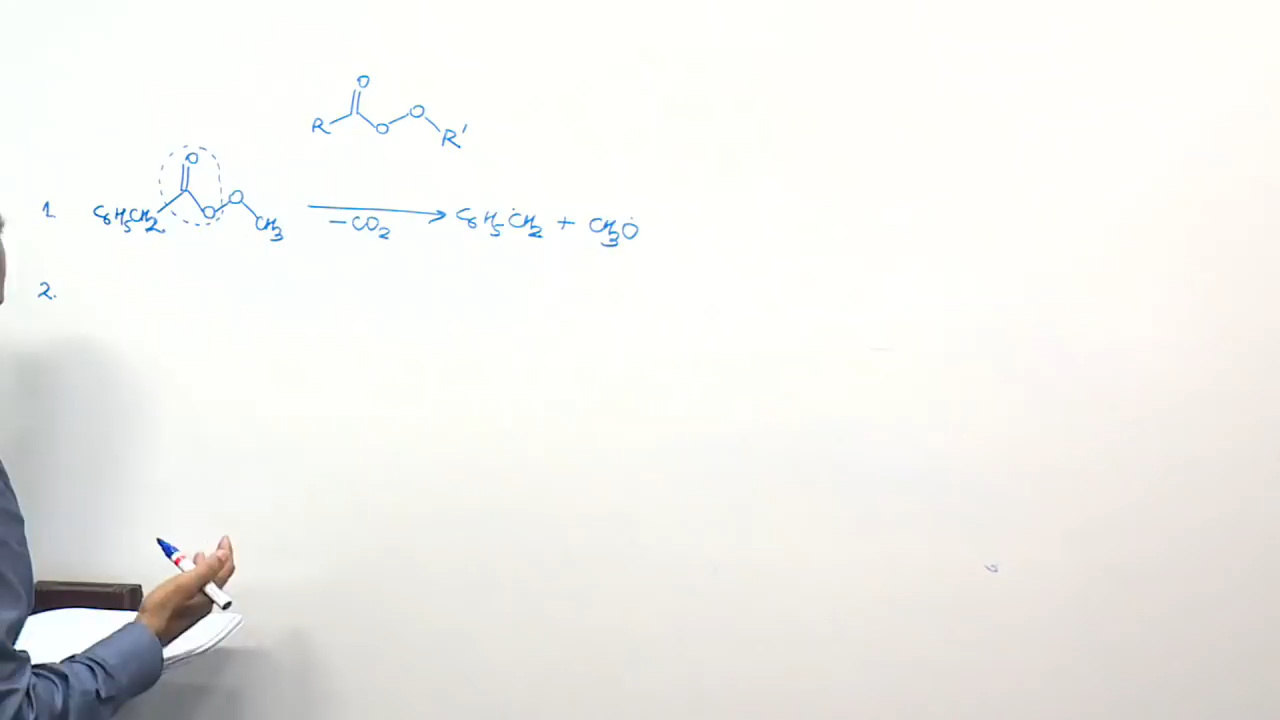 O
R O O R'
O
1. C6H5CH2 O O CH3 —CO2 → C6H5ĊH2 + CH3Ȯ
2.